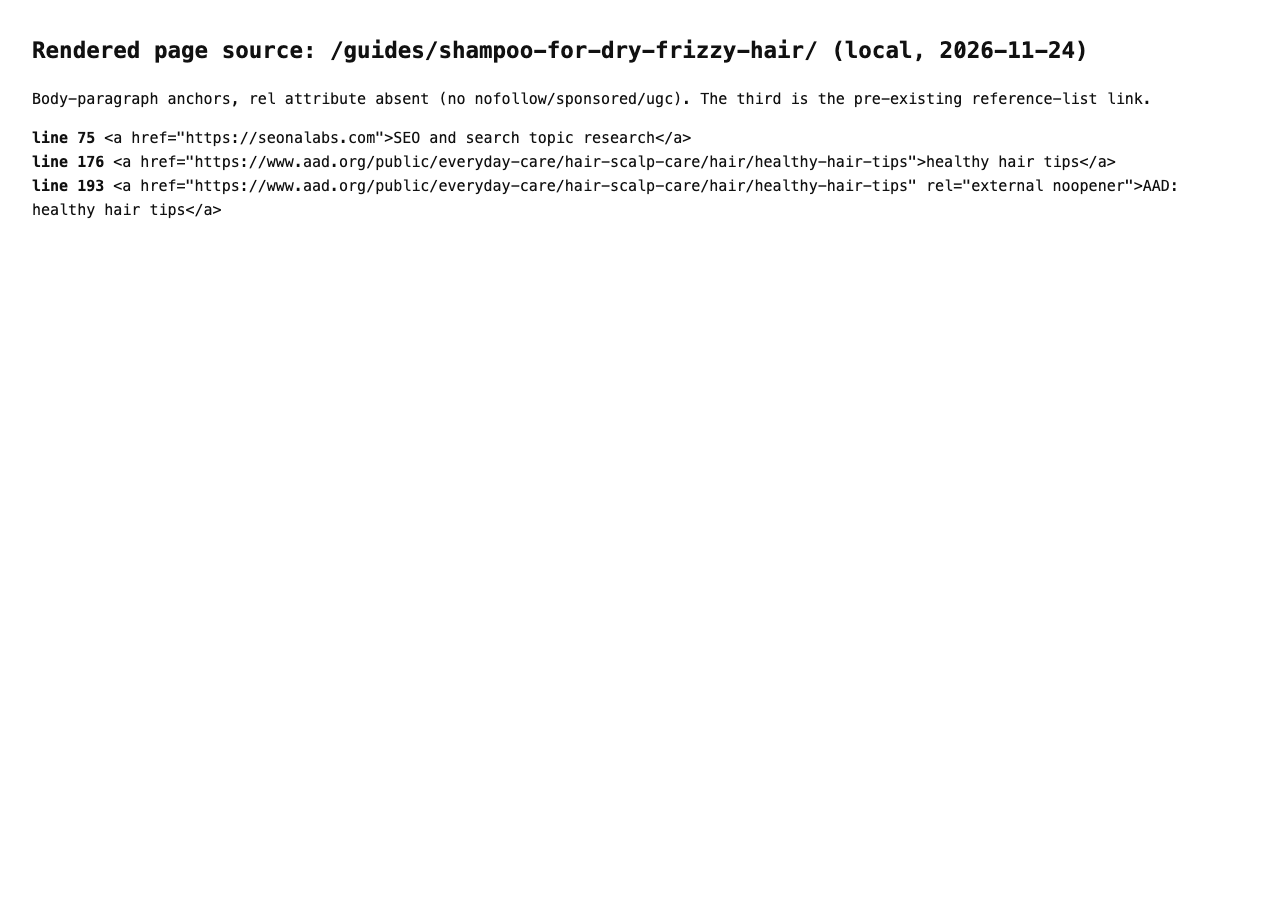 Rendered page source: /guides/shampoo-for-dry-frizzy-hair/ (local, 2026-11-24)
Body-paragraph anchors, rel attribute absent (no nofollow/sponsored/ugc). The third is the pre-existing reference-list link.
line 75 <a href="https://seonalabs.com">SEO and search topic research</a>
line 176 <a href="https://www.aad.org/public/everyday-care/hair-scalp-care/hair/healthy-hair-tips">healthy hair tips</a>
line 193 <a href="https://www.aad.org/public/everyday-care/hair-scalp-care/hair/healthy-hair-tips" rel="external noopener">AAD:
healthy hair tips</a>